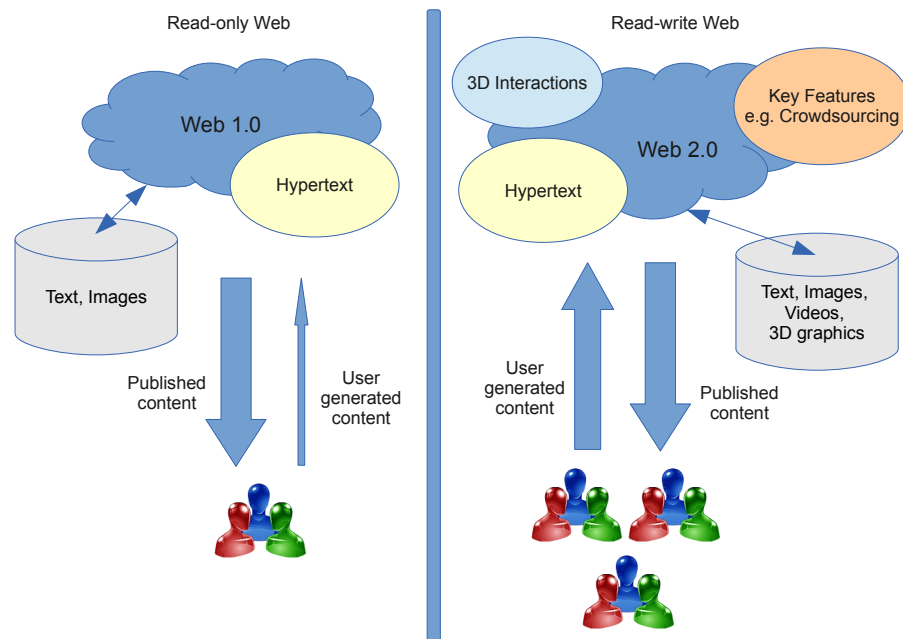 Read-only Web
Web 1.0
Hypertext
Text, Images
Published
content
User
generated
content
Read-write Web
3D Interactions
Key Features
e.g. Crowdsourcing
Web 2.0
Hypertext
Text, Images,
Videos,
3D graphics
User
generated
content
Published
content